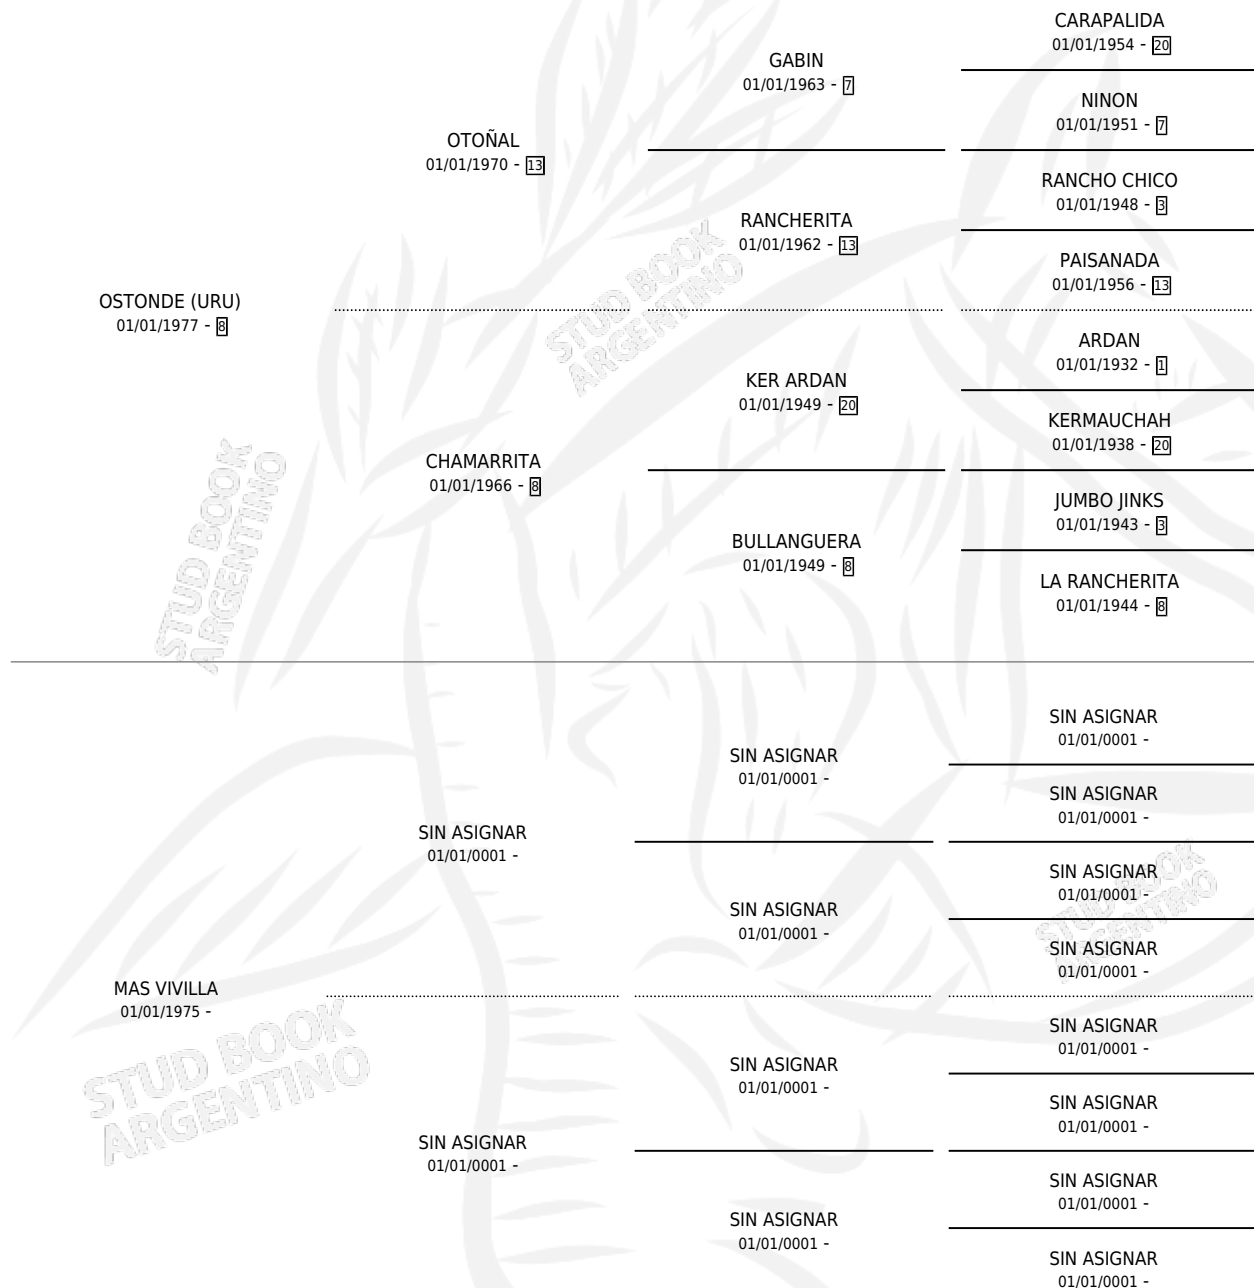 CARAPALIDA
01/01/1954 - 20
GABIN
01/01/1963 - 7
NINON
01/01/1951 - 7
OTOÑAL
01/01/1970 - 13
RANCHO CHICO
01/01/1948 - 3
RANCHERITA
01/01/1962 - 13
PAISANADA
01/01/1956 - 13
OSTONDE (URU)
01/01/1977 - 8
ARDAN
01/01/1932 - 1
KER ARDAN
01/01/1949 - 20
KERMAUCHAH
01/01/1938 - 20
CHAMARRITA
01/01/1966 - 8
JUMBO JINKS
01/01/1943 - 3
BULLANGUERA
01/01/1949 - 8
LA RANCHERITA
01/01/1944 - 8
STUD BOOK
ARGENTINO
STUD BOOK
ARGENTINO
SIN ASIGNAR
01/01/0001 -
SIN ASIGNAR
01/01/0001 -
SIN ASIGNAR
01/01/0001 -
SIN ASIGNAR
01/01/0001 -
SIN ASIGNAR
01/01/0001 -
SIN ASIGNAR
01/01/0001 -
SIN ASIGNAR
01/01/0001 -
MAS VIVILLA
01/01/1975 -
SIN ASIGNAR
01/01/0001 -
SIN ASIGNAR
01/01/0001 -
SIN ASIGNAR
01/01/0001 -
SIN ASIGNAR
01/01/0001 -
SIN ASIGNAR
01/01/0001 -
SIN ASIGNAR
01/01/0001 -
SIN ASIGNAR
01/01/0001 -
STUD BOOK
ARGENTINO
STUD BOOK
ARGENTINO